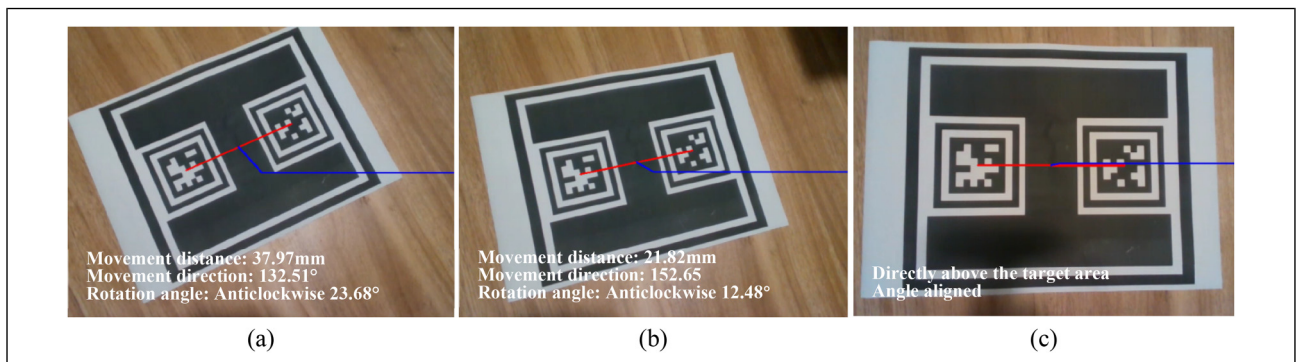 Movement distance: 37.97mm
Movement direction: 132.51°
Rotation angle: Anticlockwise 23.68°
(a)
Movement distance: 21.82mm
Movement direction: 152.65
Rotation angle: Anticlockwise 12.48°
(b)
Directly above the target area
Angle aligned
(c)